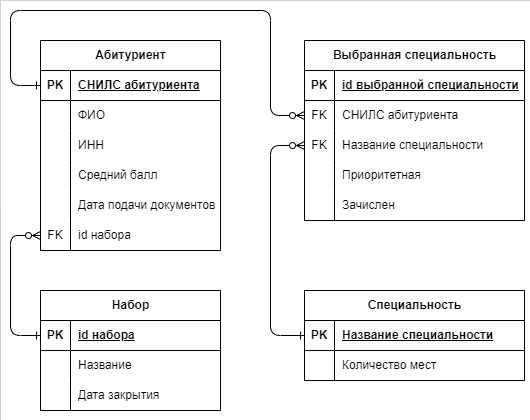 Абитуриент
PK СНИЛС абитуриента
ФИО
ИНН
Средний балл
Дата подачи документов
FK id набора
Выбранная специальность
PK id выбранной специальности
FK СНИЛС абитуриента
FK Название специальности
Приоритетная
Зачислен
Набор
PK id набора
Название
Дата закрытия
Специальность
PK Название специальности
Количество мест